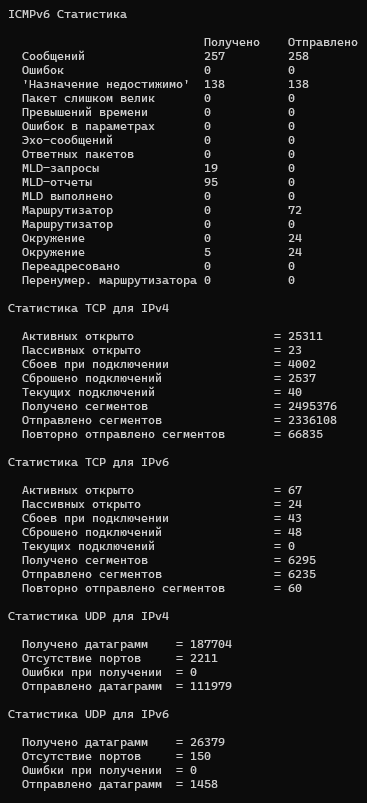 ICMPv6 Статистика
Получено Отправлено
Сообщений 257 258
Ошибок 0 0
'Назначение недостижимо' 138 138
Пакет слишком велик 0 0
Превышений времени 0 0
Ошибок в параметрах 0 0
Эхо-сообщений 0 0
Ответных пакетов 0 0
MLD-запросы 19 0
MLD-отчеты 95 0
MLD выполнено 0 0
Маршрутизатор 0 72
Маршрутизатор 0 0
Окружение 0 24
Окружение 5 24
Переадресовано 0 0
Перенумер. маршрутизатора 0 0
Статистика TCP для IPv4
Активных открыто = 25311
Пассивных открыто = 23
Сбоев при подключении = 4002
Сброшено подключений = 2537
Текущих подключений = 40
Получено сегментов = 2495376
Отправлено сегментов = 2336108
Повторно отправлено сегментов = 66835
Статистика TCP для IPv6
Активных открыто = 67
Пассивных открыто = 24
Сбоев при подключении = 43
Сброшено подключений = 48
Текущих подключений = 0
Получено сегментов = 6295
Отправлено сегментов = 6235
Повторно отправлено сегментов = 60
Статистика UDP для IPv4
Получено датаграмм = 187704
Отсутствие портов = 2211
Ошибки при получении = 0
Отправлено датаграмм = 111979
Статистика UDP для IPv6
Получено датаграмм = 26379
Отсутствие портов = 150
Ошибки при получении = 0
Отправлено датаграмм = 1458